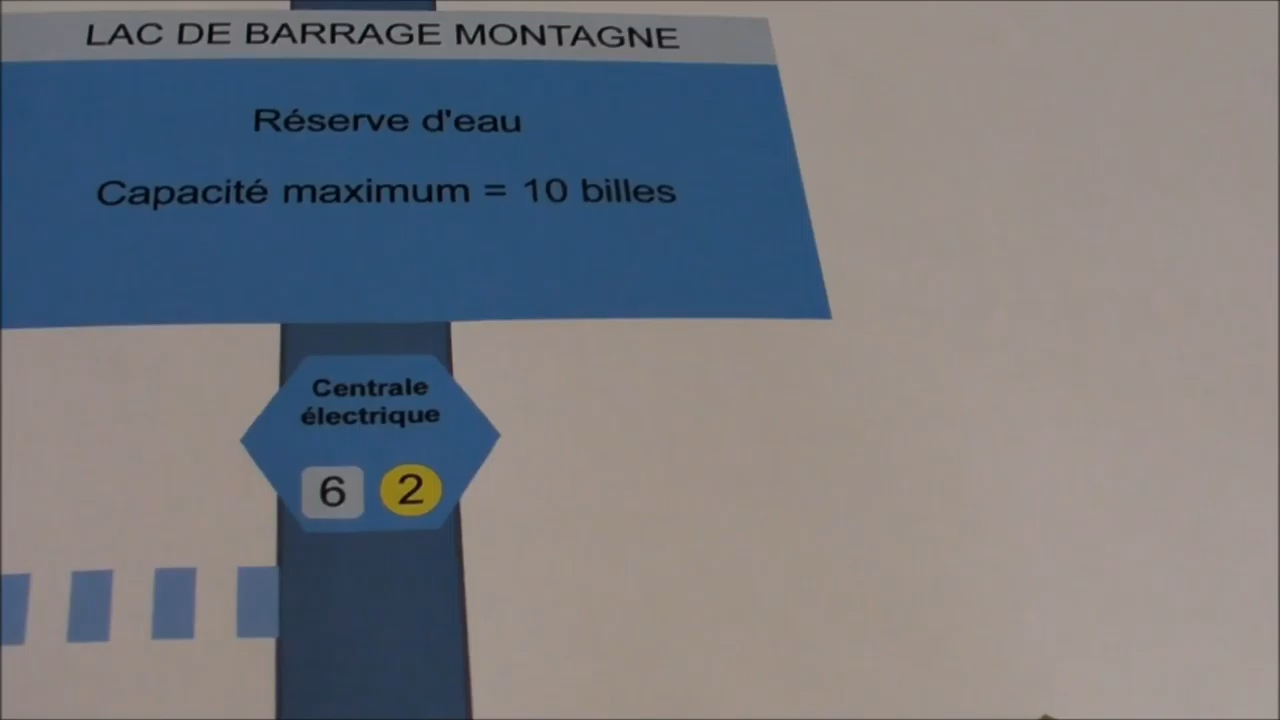 LAC DE BARRAGE MONTAGNE
Réserve d'eau
Capacité maximum = 10 billes
Centrale
électrique
6 2